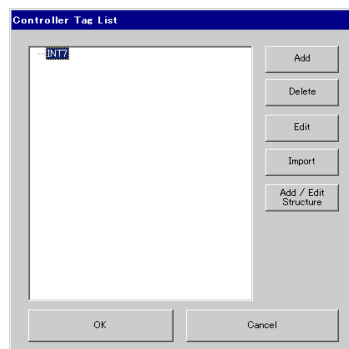 Controller Tag List
INT7
Add
Delete
Edit
Import
Add / Edit
Structure
OK
Cancel